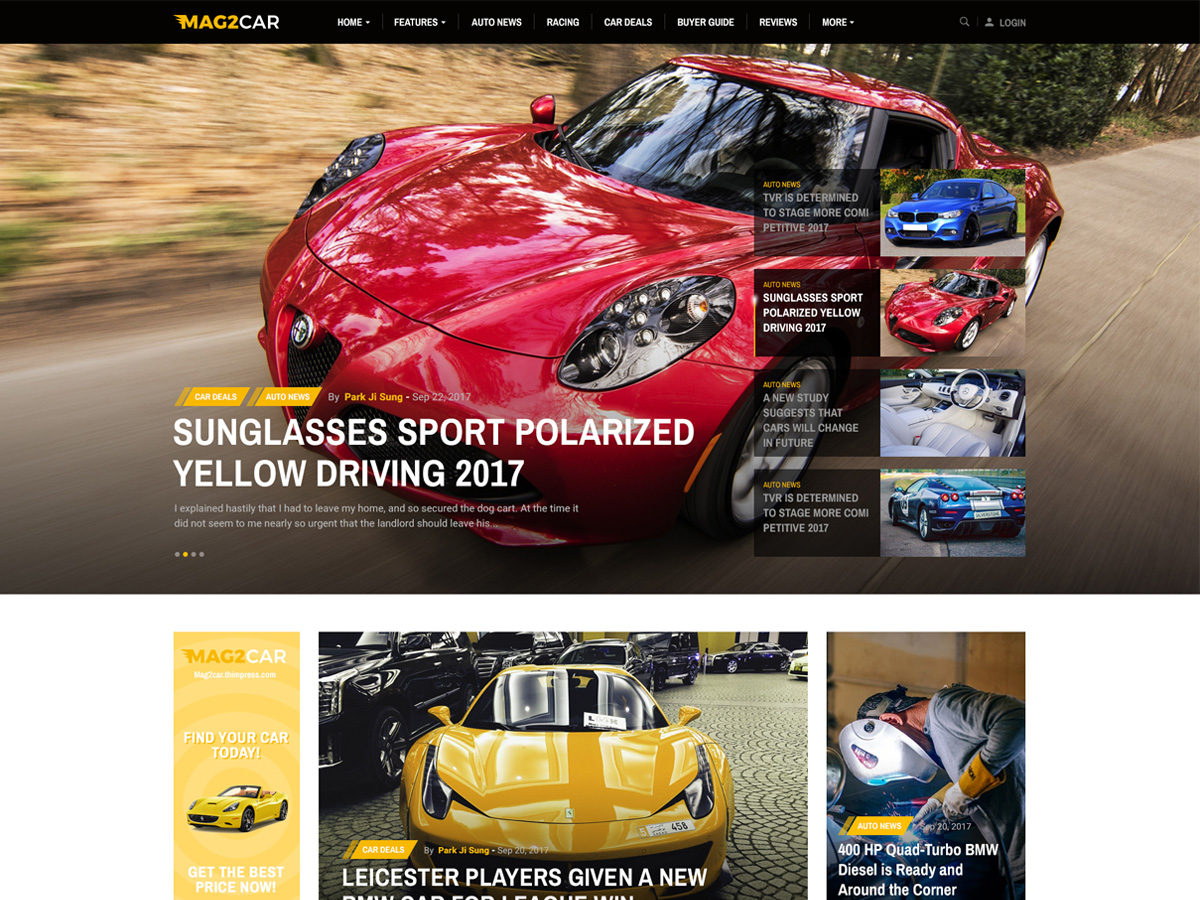 MAG2CAR
HOME
FEATURES
AUTO NEWS
RACING
CAR DEALS
BUYER GUIDE
REVIEWS
MORE
LOGIN
AUTO NEWS
TVR IS DETERMINED
TO STAGE MORE COMI
PETITIVE 2017
AUTO NEWS
SUNGLASSES SPORT
POLARIZED YELLOW
DRIVING 2017
AUTO NEWS
A NEW STUDY
SUGGESTS THAT
CARS WILL CHANGE
IN FUTURE
AUTO NEWS
TVR IS DETERMINED
TO STAGE MORE COMI
PETITIVE 2017
CAR DEALS
AUTO NEWS
By Park Ji Sung - Sep 22, 2017
SUNGLASSES SPORT POLARIZED
YELLOW DRIVING 2017
I explained hastily that I had to leave my home, and so secured the dog cart. At the time it
did not seem to me nearly so urgent that the landlord should leave his...
MAG2CAR
Mag2car.thimpress.com
FIND YOUR CAR
TODAY!
GET THE BEST
PRICE NOW!
458
CAR DEALS
By Park Ji Sung - Sep 20, 2017
LEICESTER PLAYERS GIVEN A NEW
BMW CAR FOR LEAGUE WIN
AUTO NEWS
- Sep 20, 2017
400 HP Quad-Turbo BMW
Diesel is Ready and
Around the Corner